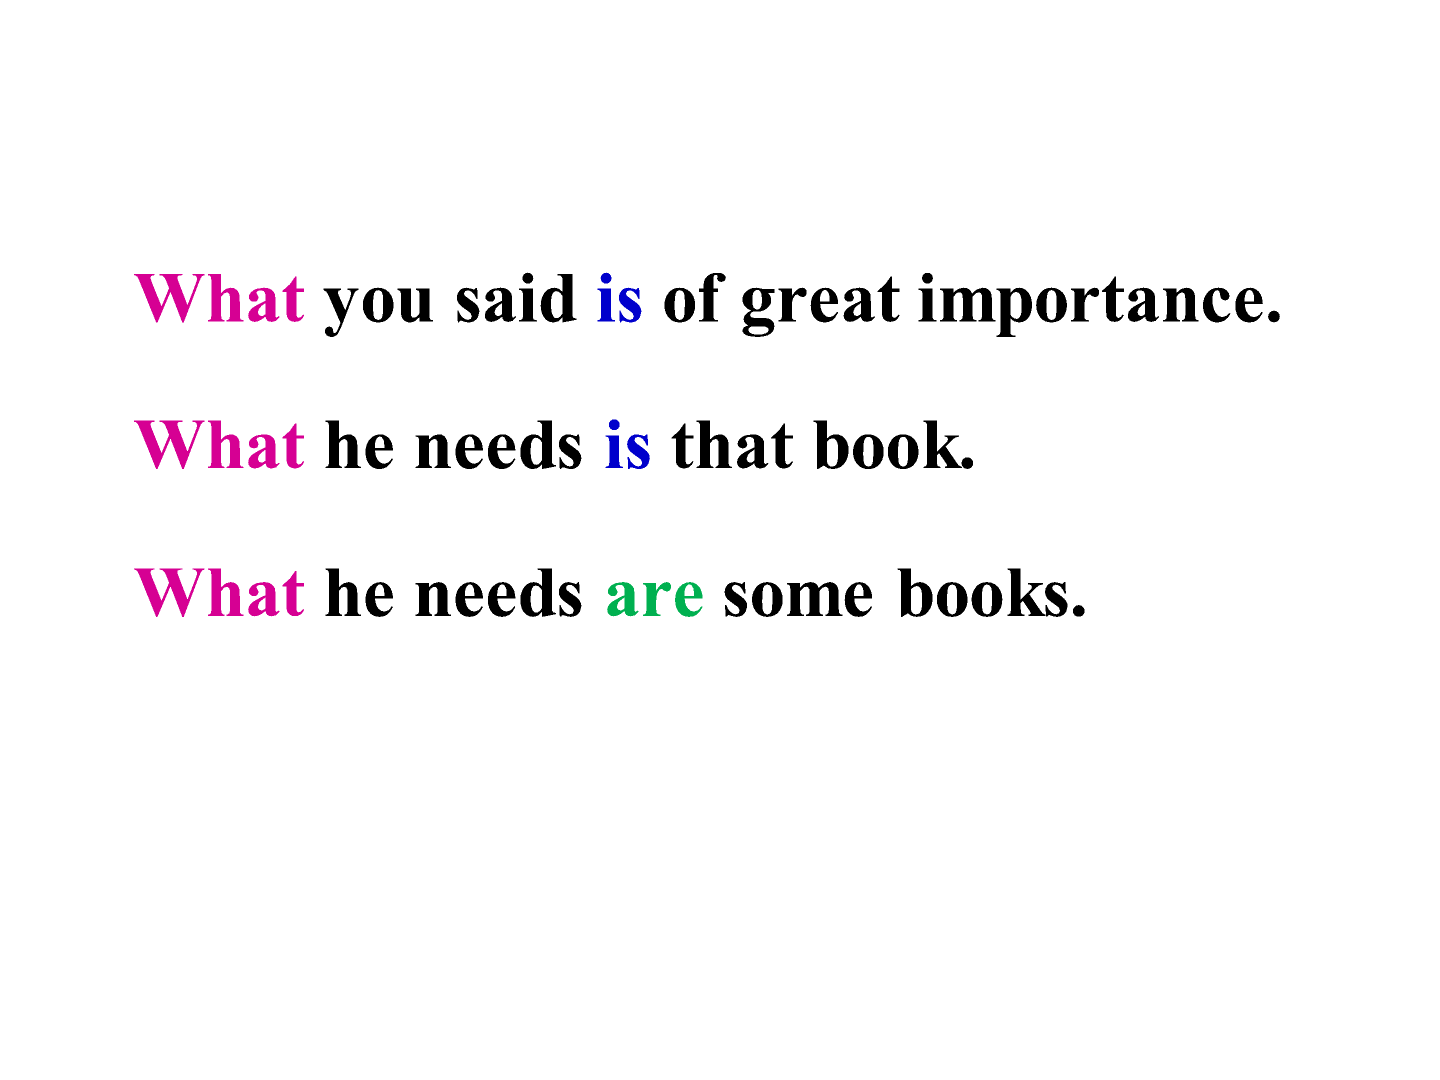 What you said is of great importance.
What he needs is that book.
What he needs are some books.